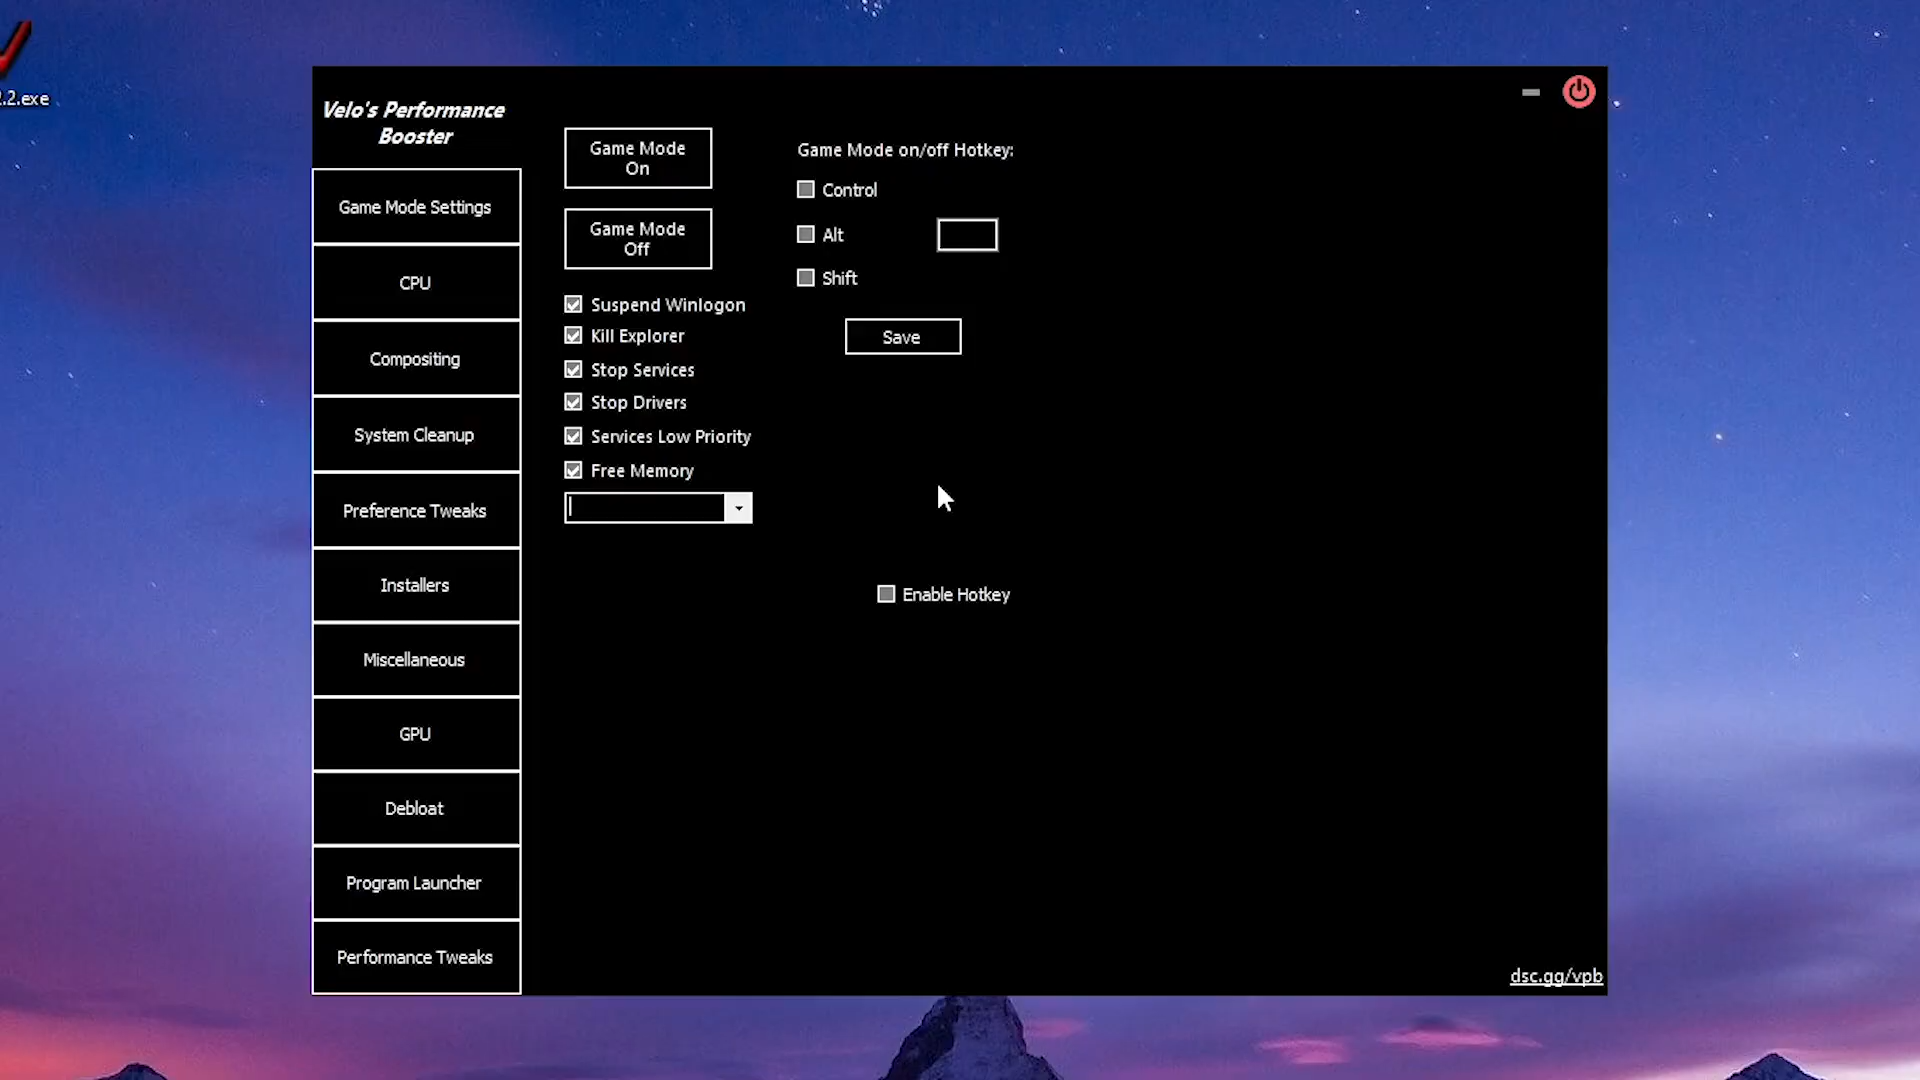 .2.exe
Velo's Performance
Booster
Game Mode Settings
CPU
Compositing
System Cleanup
Preference Tweaks
Installers
Miscellaneous
GPU
Debloat
Program Launcher
Performance Tweaks
Game Mode
On
Game Mode
Off
Suspend Winlogon
Kill Explorer
Stop Services
Stop Drivers
Services Low Priority
Free Memory
Game Mode on/off Hotkey:
Control
Alt
Shift
Save
Enable Hotkey
dsc.gg/vpb